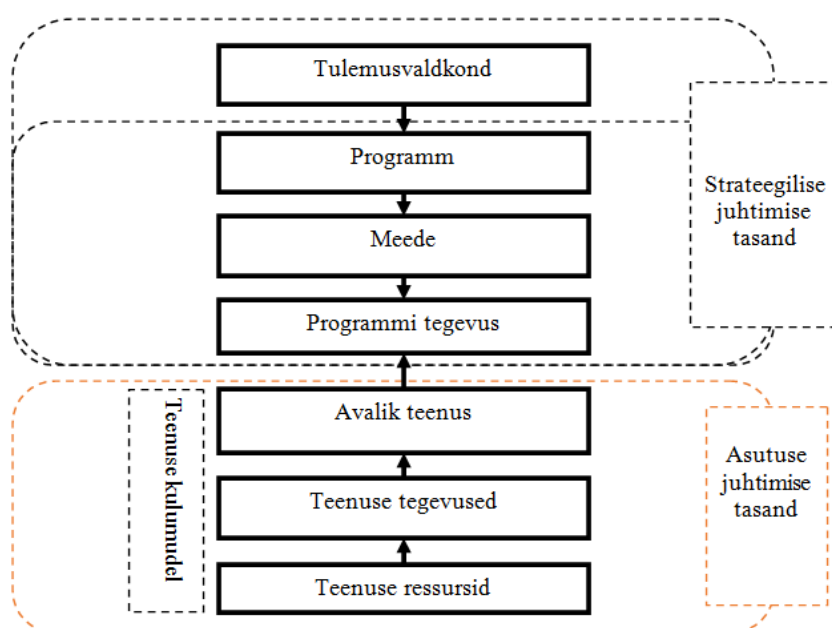 Tulemusvaldkond
Programm
Meede
Programmi tegevus
Strateegilise
juhtimise
tasand
Teenuse kulumudel
Avalik teenus
Teenuse tegevused
Teenuse ressursid
Asutuse
juhtimise
tasand